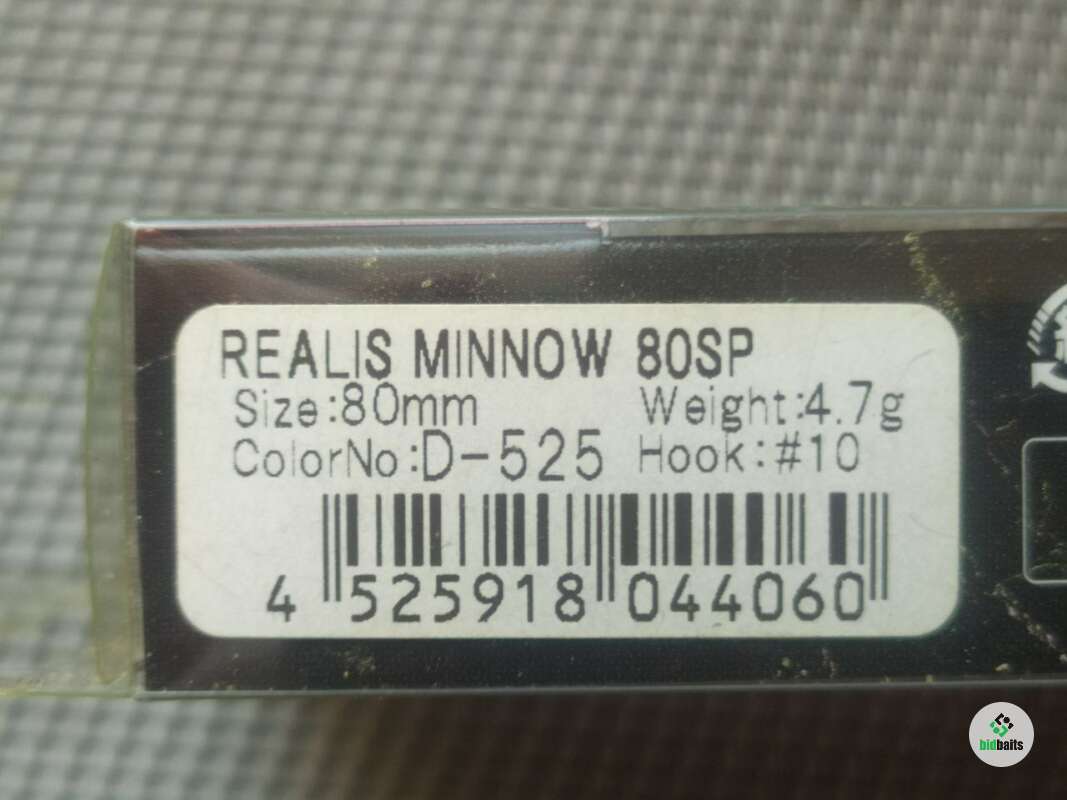 REALIS MINNOW 80SP
Size:80mm Weight:4.7g
ColorNo:D-525 Hook:#10
4 525918 044060
bidbaits